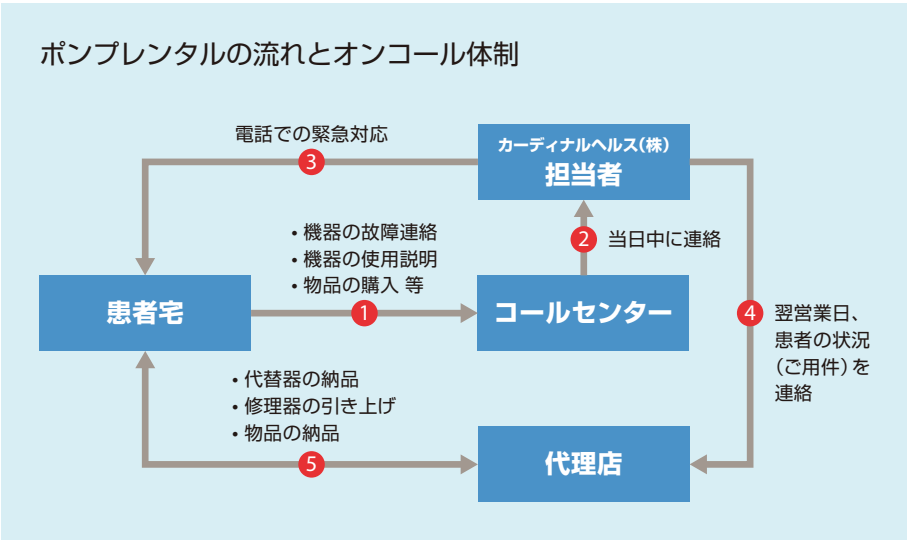 ポンプレンタルの流れとオンコール体制
電話での緊急対応
3
カーディナルヘルス(株)
担当者
・機器の故障連絡
・機器の使用説明
・物品の購入 等
2 当日中に連絡
患者宅
1
コールセンター
4 翌営業日、
患者の状況
(ご用件)を
連絡
・代替器の納品
・修理器の引き上げ
・物品の納品
5
代理店